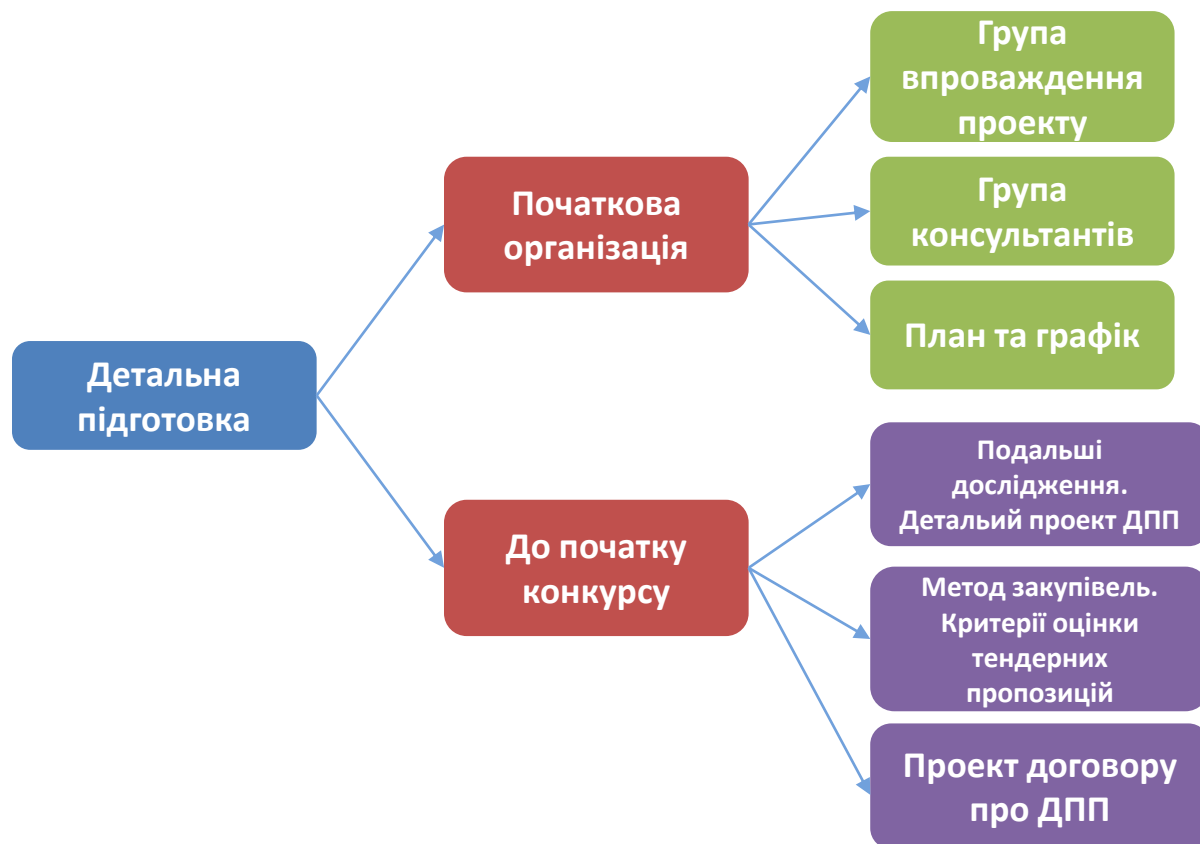 Детальна
підготовка
Початкова
організація
Група
впроваждення
проекту
Група
консультантів
План та графік
До початку
конкурсу
Подальші
дослідження.
Детальий проект ДПП
Метод закупівель.
Критерії оцінки
тендерних
пропозицій
Проект договору
про ДПП